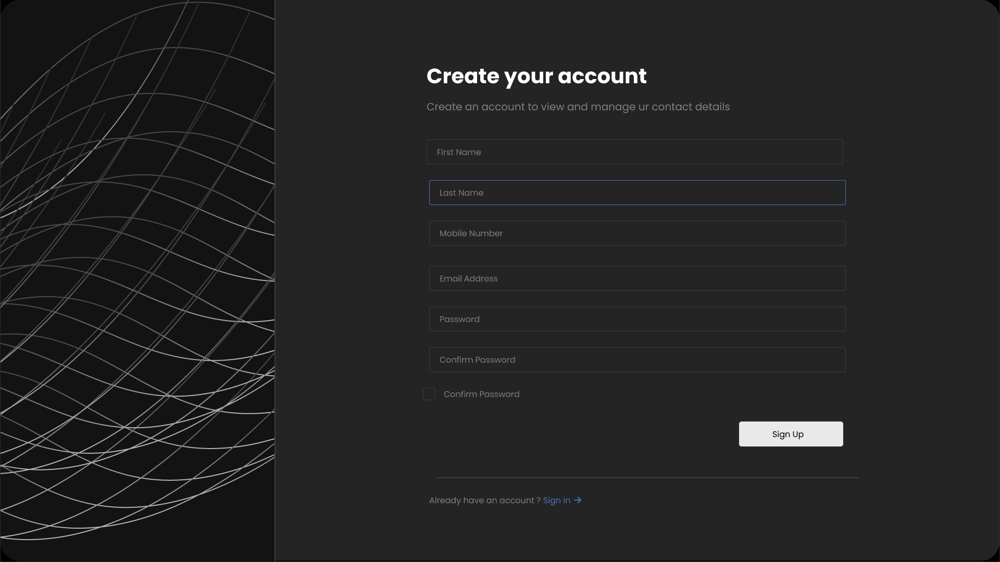 Create your account
Create an account to view and manage ur contact details
First Name
Last Name
Mobile Number
Email Address
Password
Confirm Password
Confirm Password
Sign Up
Already have an account ? Sign in →